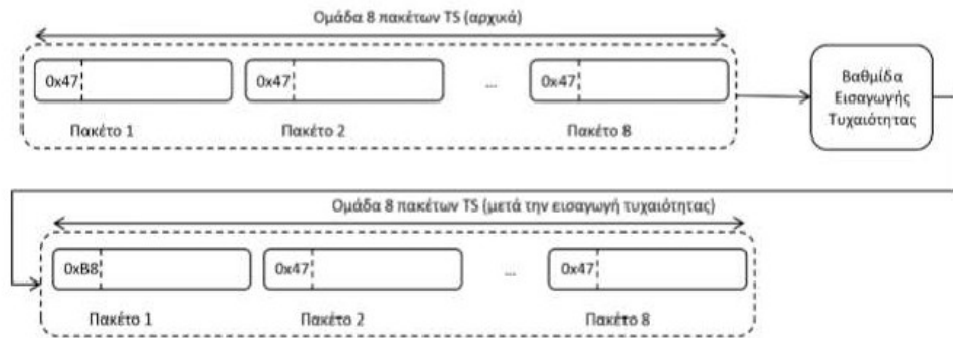 Ομάδα 8 πακέτων TS (αρχικά)
0x47 0x47 ... 0x47
Πακέτο 1 Πακέτο 2 Πακέτο 8
Βαθμίδα
Εισαγωγής
Τυχαιότητας
Ομάδα 8 πακέτων TS (μετά την εισαγωγή τυχαιότητας)
0xB8 0x47 ... 0x47
Πακέτο 1 Πακέτο 2 Πακέτο 8